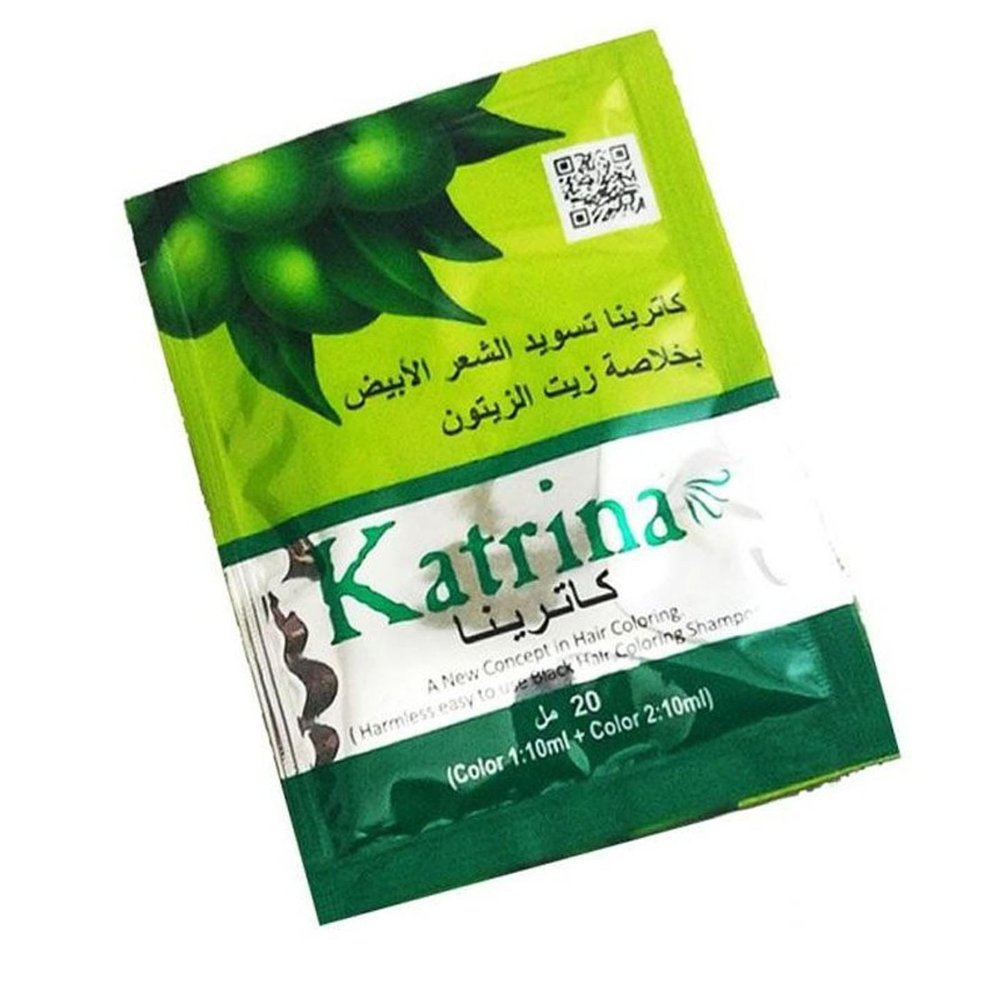 كاترينا تسويد الشعر الأبيض
بخلاصة زيت الزيتون
Katrina
كاترينا
A New Concept in Hair Coloring.
( Harmless easy to use Black Hair Coloring
20 مل
(Color 1:10ml + Color 2:10ml)